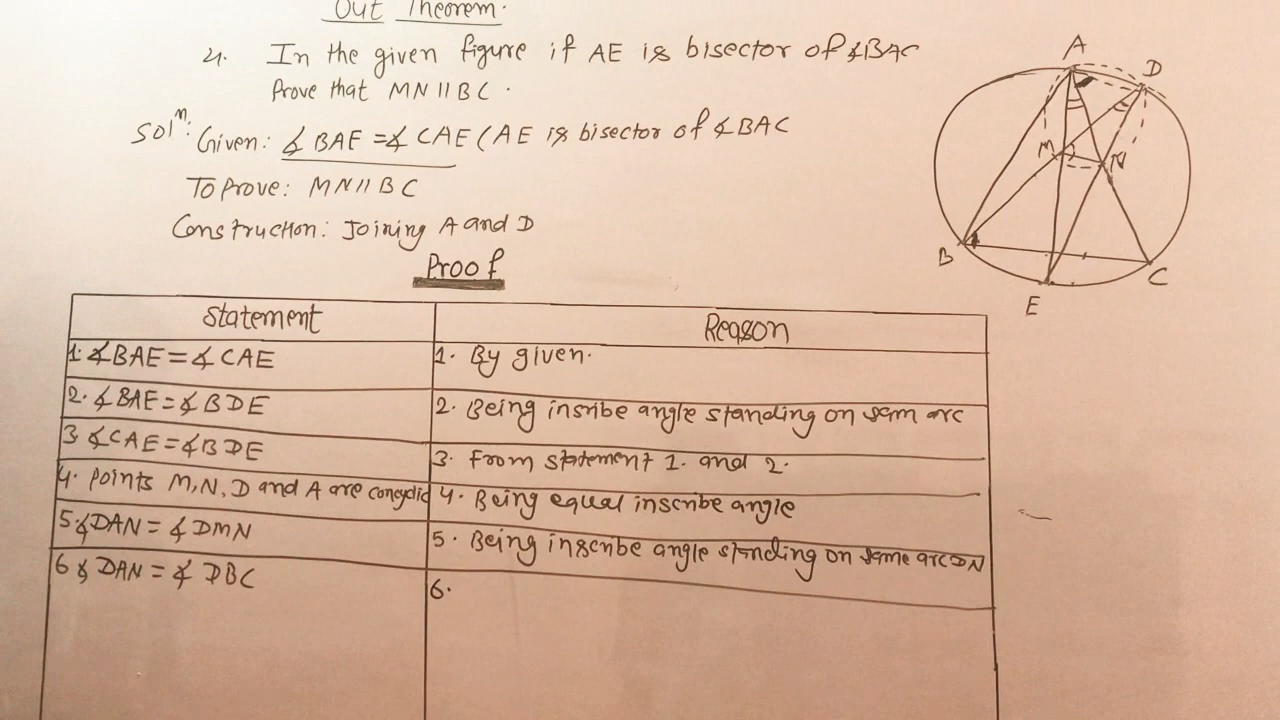 Out Theorem.
4. In the given figure if AE is bisector of ∡BAC
Prove that MN∥BC.
Solⁿ: Given: ∡BAE=∡CAE (AE is bisector of ∡BAC
To Prove: MN∥BC
Construction: Joining A and D
Proof
Statement Reason
1. ∡BAE=∡CAE 1. By given.
2. ∡BAE=∡BDE 2. Being insribe angle standing on sem arc
3 ∡CAE=∡BDE 3. From statement 1. and 2.
4. Points M,N,D and A are concyclic 4. Being equal inscribe angle
5 ∡DAN=∡DMN 5. Being inscribe angle standing on same arc DN
6 ∡DAN=∡DBC 6.
A
D
M
N
B
C
E